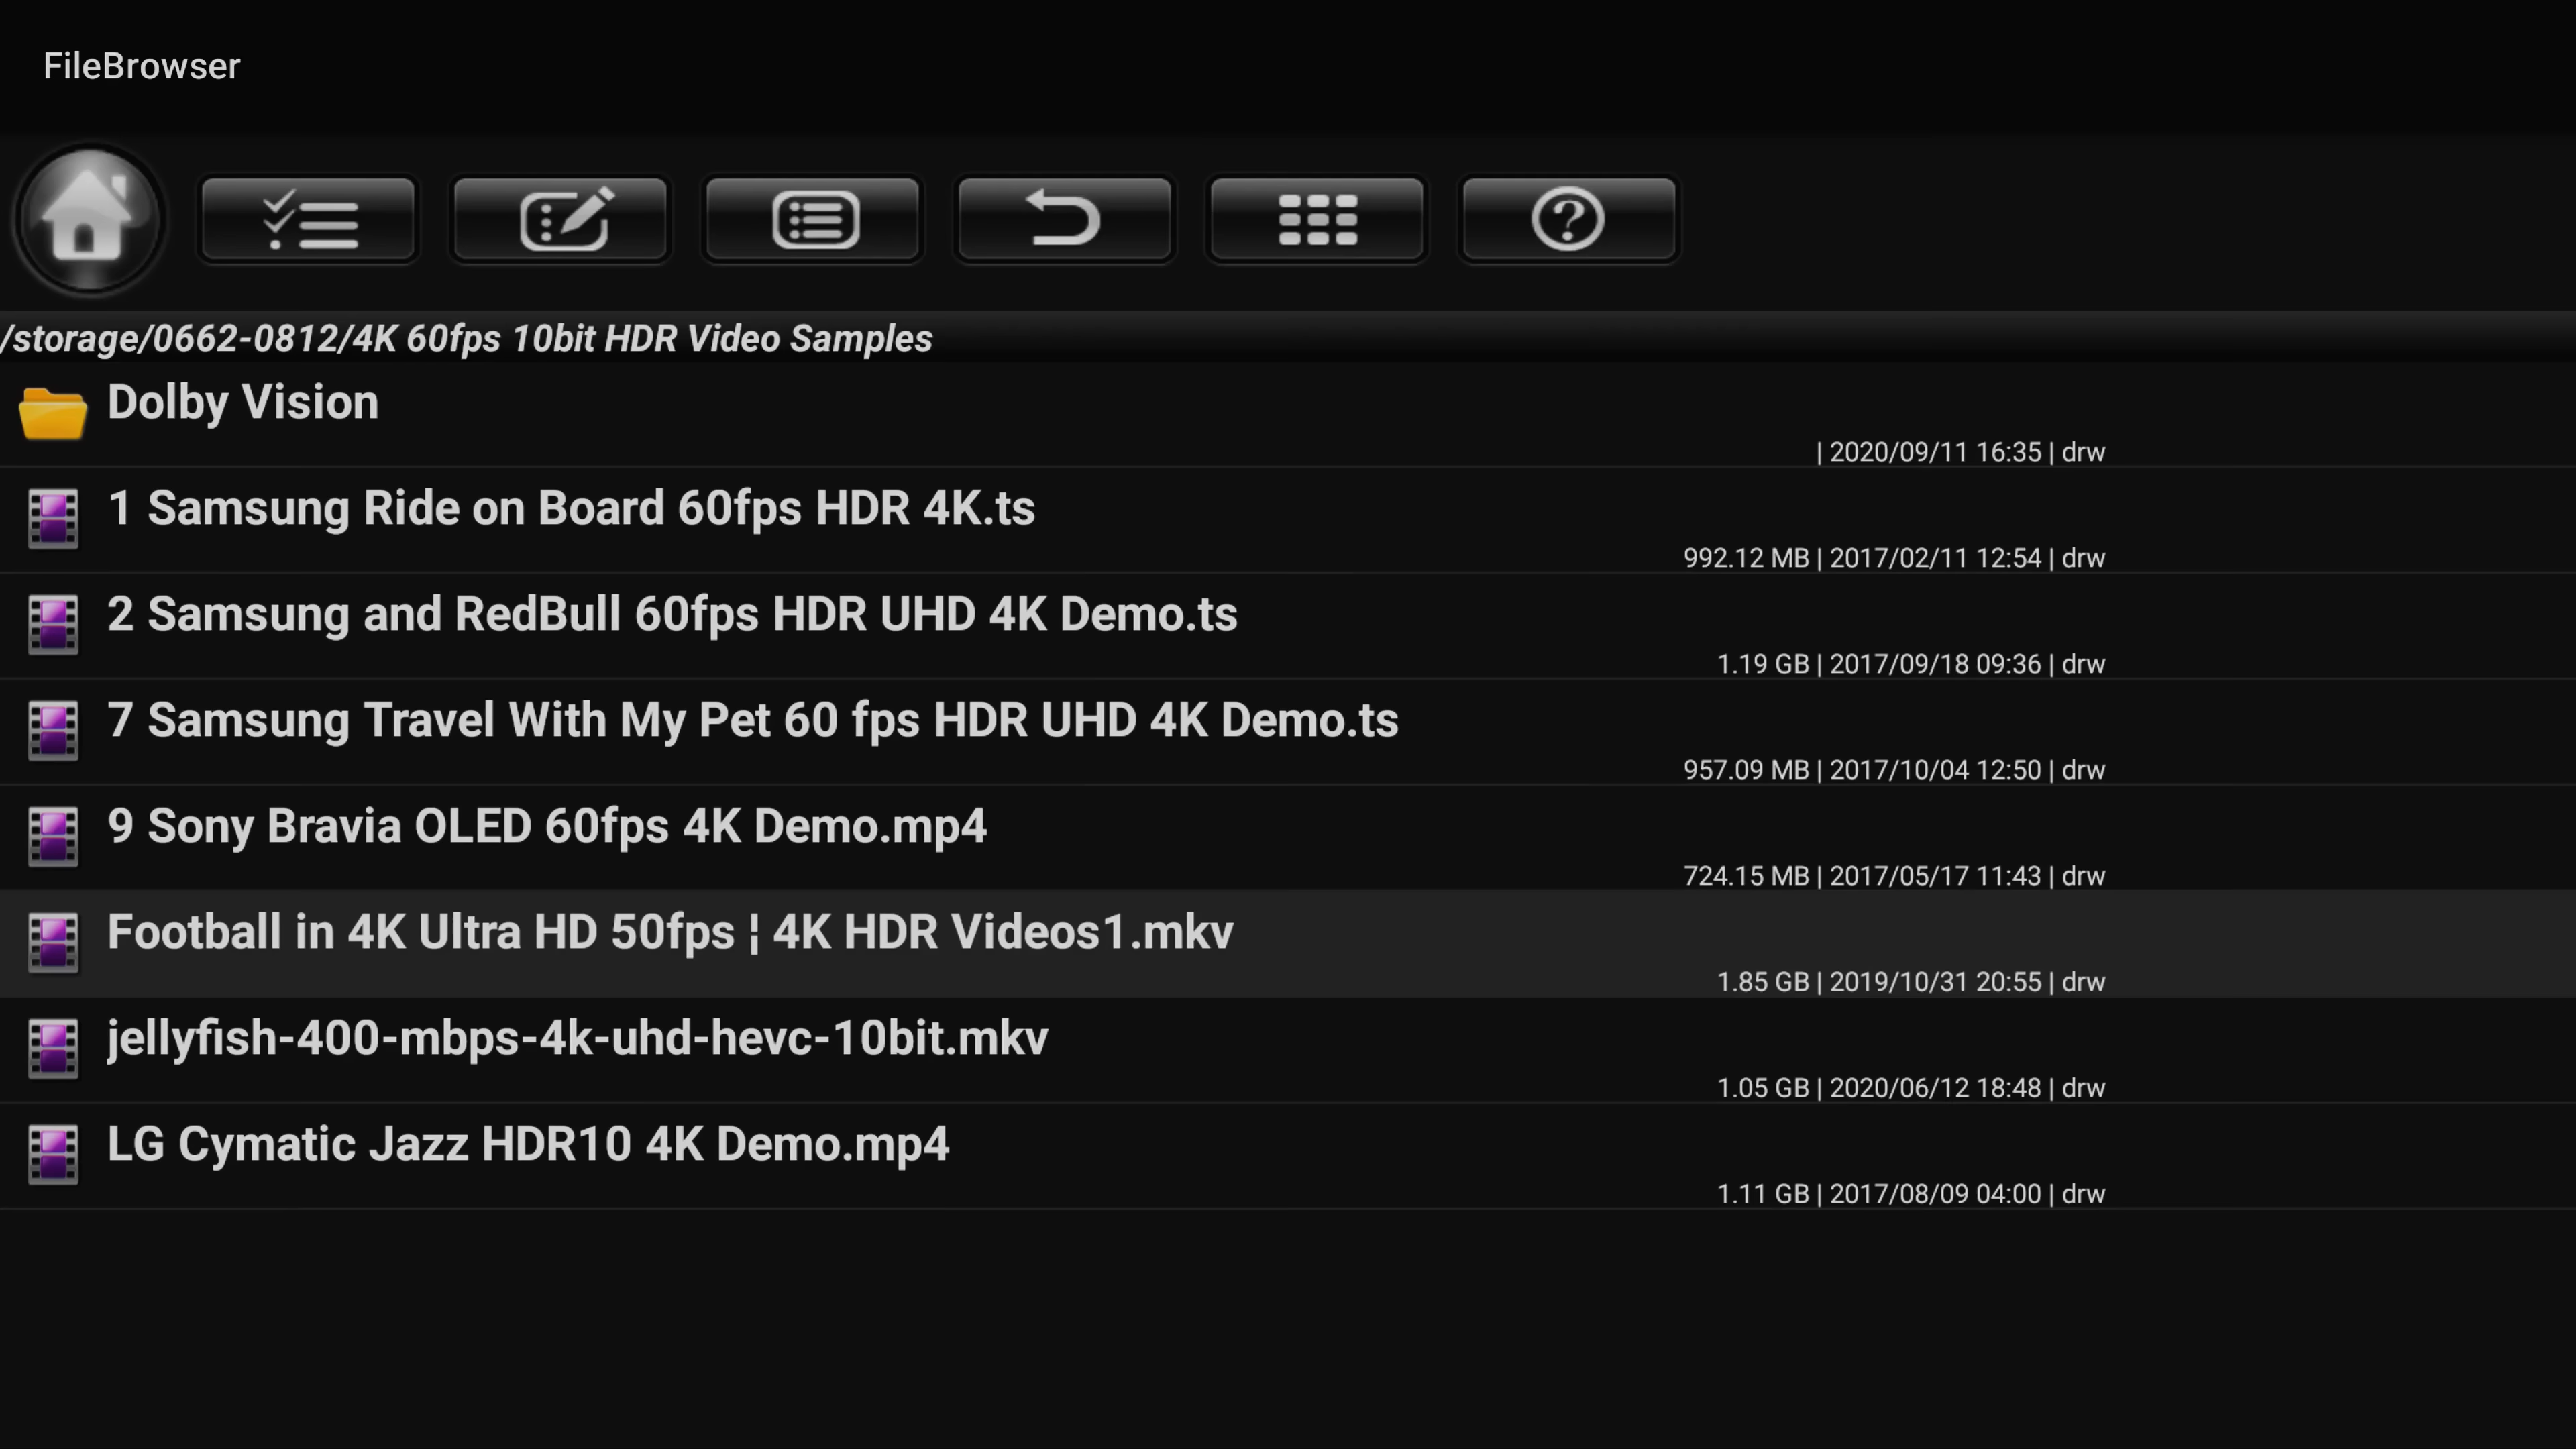 FileBrowser
/storage/0662-0812/4K 60fps 10bit HDR Video Samples
Dolby Vision
| 2020/09/11 16:35 | drw
1 Samsung Ride on Board 60fps HDR 4K.ts
992.12 MB | 2017/02/11 12:54 | drw
2 Samsung and RedBull 60fps HDR UHD 4K Demo.ts
1.19 GB | 2017/09/18 09:36 | drw
7 Samsung Travel With My Pet 60 fps HDR UHD 4K Demo.ts
957.09 MB | 2017/10/04 12:50 | drw
9 Sony Bravia OLED 60fps 4K Demo.mp4
724.15 MB | 2017/05/17 11:43 | drw
Football in 4K Ultra HD 50fps ¦ 4K HDR Videos1.mkv
1.85 GB | 2019/10/31 20:55 | drw
jellyfish-400-mbps-4k-uhd-hevc-10bit.mkv
1.05 GB | 2020/06/12 18:48 | drw
LG Cymatic Jazz HDR10 4K Demo.mp4
1.11 GB | 2017/08/09 04:00 | drw